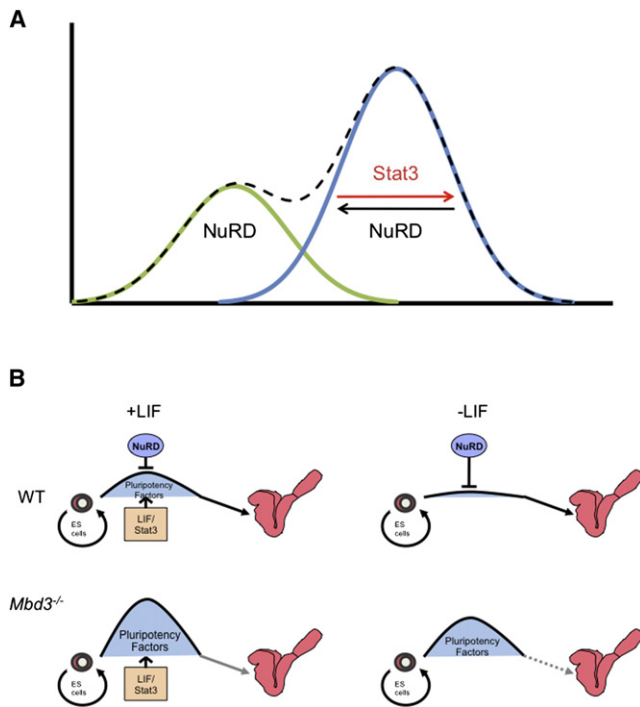 A
Stat3
NuRD
NuRD
B
+LIF
-LIF
NuRD
NuRD
WT
Pluripotency
Factors
ES
cells
LIF/
Stat3
ES
cells
Mbd3-/-
Pluripotency
Factors
ES
cells
LIF/
Stat3
Pluripotency
Factors
ES
cells